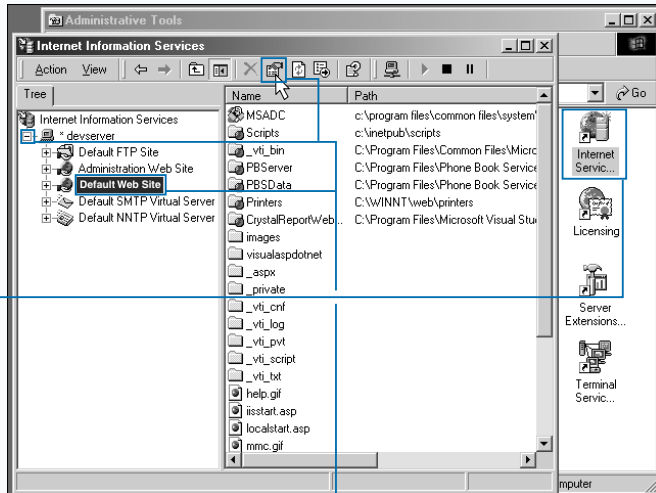 Administrative Tools
Internet Information Services
Action View
Go
Tree
Name Path
Internet Information Services
* devserver
Default FTP Site
Administration Web Site
Default Web Site
Default SMTP Virtual Server
Default NNTP Virtual Server
MSADC c:\program files\common files\system'
Scripts c:\inetpub\scripts
_vti_bin C:\Program Files\Common Files\Micro
PBServer C:\Program Files\Phone Book Service
PBSData C:\Program Files\Phone Book Service
Printers C:\WINNT\web\printers
CrystalReportWeb... C:\Program Files\Microsoft Visual Stu
images
visualaspdotnet
_aspx
_private
_vti_cnf
_vti_log
_vti_pvt
_vti_script
_vti_txt
help.gif
iisstart.asp
localstart.asp
mmc.gif
Internet
Servic...
Licensing
Server
Extensions...
Terminal
Servic...
mputer